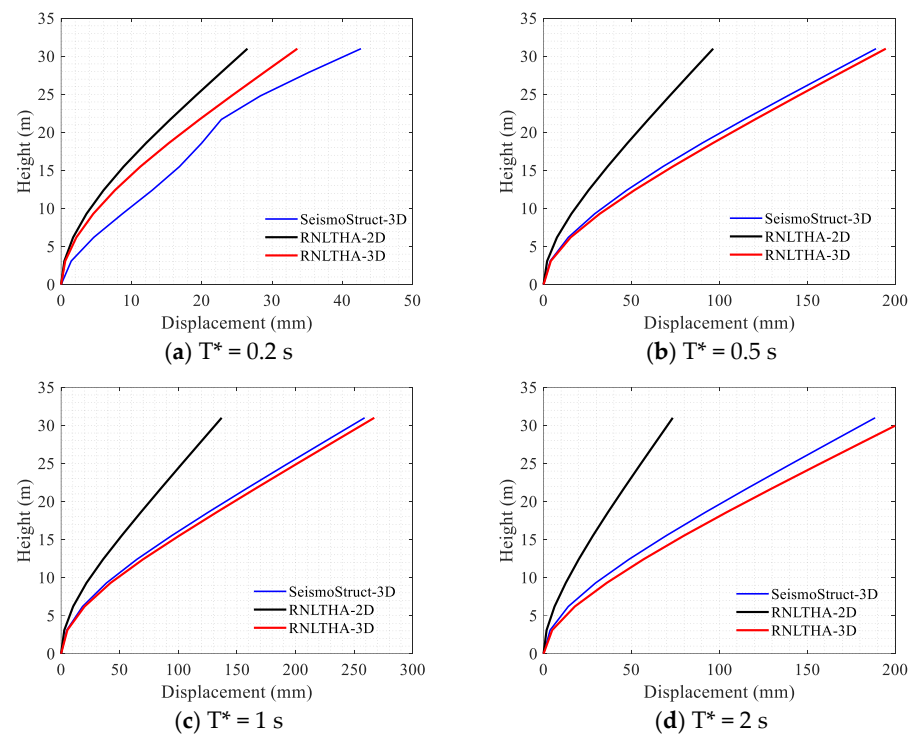 35
30
25
20
15
10
5
0
Height (m)
SeismoStruct-3D
RNLTHA-2D
RNLTHA-3D
0 10 20 30 40 50
Displacement (mm)
(a) T* = 0.2 s
35
30
25
20
15
10
5
0
Height (m)
SeismoStruct-3D
RNLTHA-2D
RNLTHA-3D
0 50 100 150 200
Displacement (mm)
(b) T* = 0.5 s
35
30
25
20
15
10
5
0
Height (m)
SeismoStruct-3D
RNLTHA-2D
RNLTHA-3D
0 50 100 150 200 250 300
Displacement (mm)
(c) T* = 1 s
35
30
25
20
15
10
5
0
Height (m)
SeismoStruct-3D
RNLTHA-2D
RNLTHA-3D
0 50 100 150 200
Displacement (mm)
(d) T* = 2 s